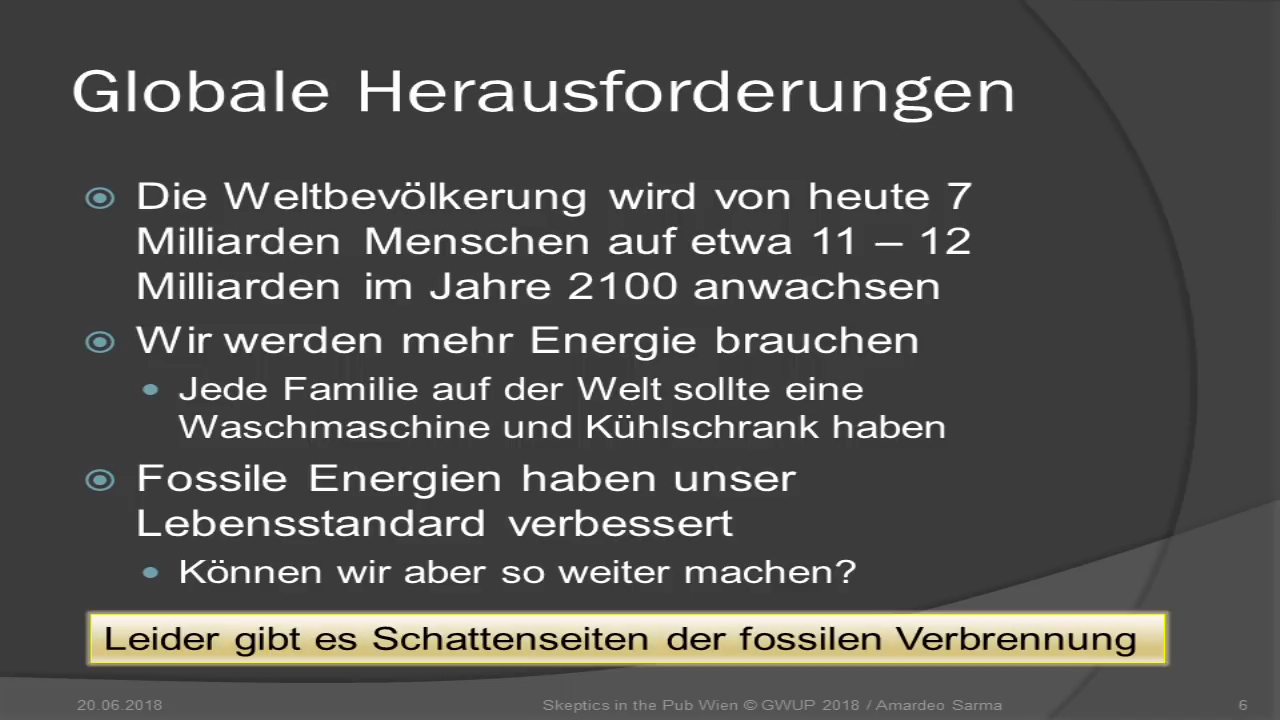 Globale Herausforderungen
Die Weltbevölkerung wird von heute 7
Milliarden Menschen auf etwa 11 – 12
Milliarden im Jahre 2100 anwachsen
Wir werden mehr Energie brauchen
Jede Familie auf der Welt sollte eine
Waschmaschine und Kühlschrank haben
Fossile Energien haben unser
Lebensstandard verbessert
Können wir aber so weiter machen?
Leider gibt es Schattenseiten der fossilen Verbrennung
20.06.2018 Skeptics in the Pub Wien © GWUP 2018 / Amardeo Sarma 6